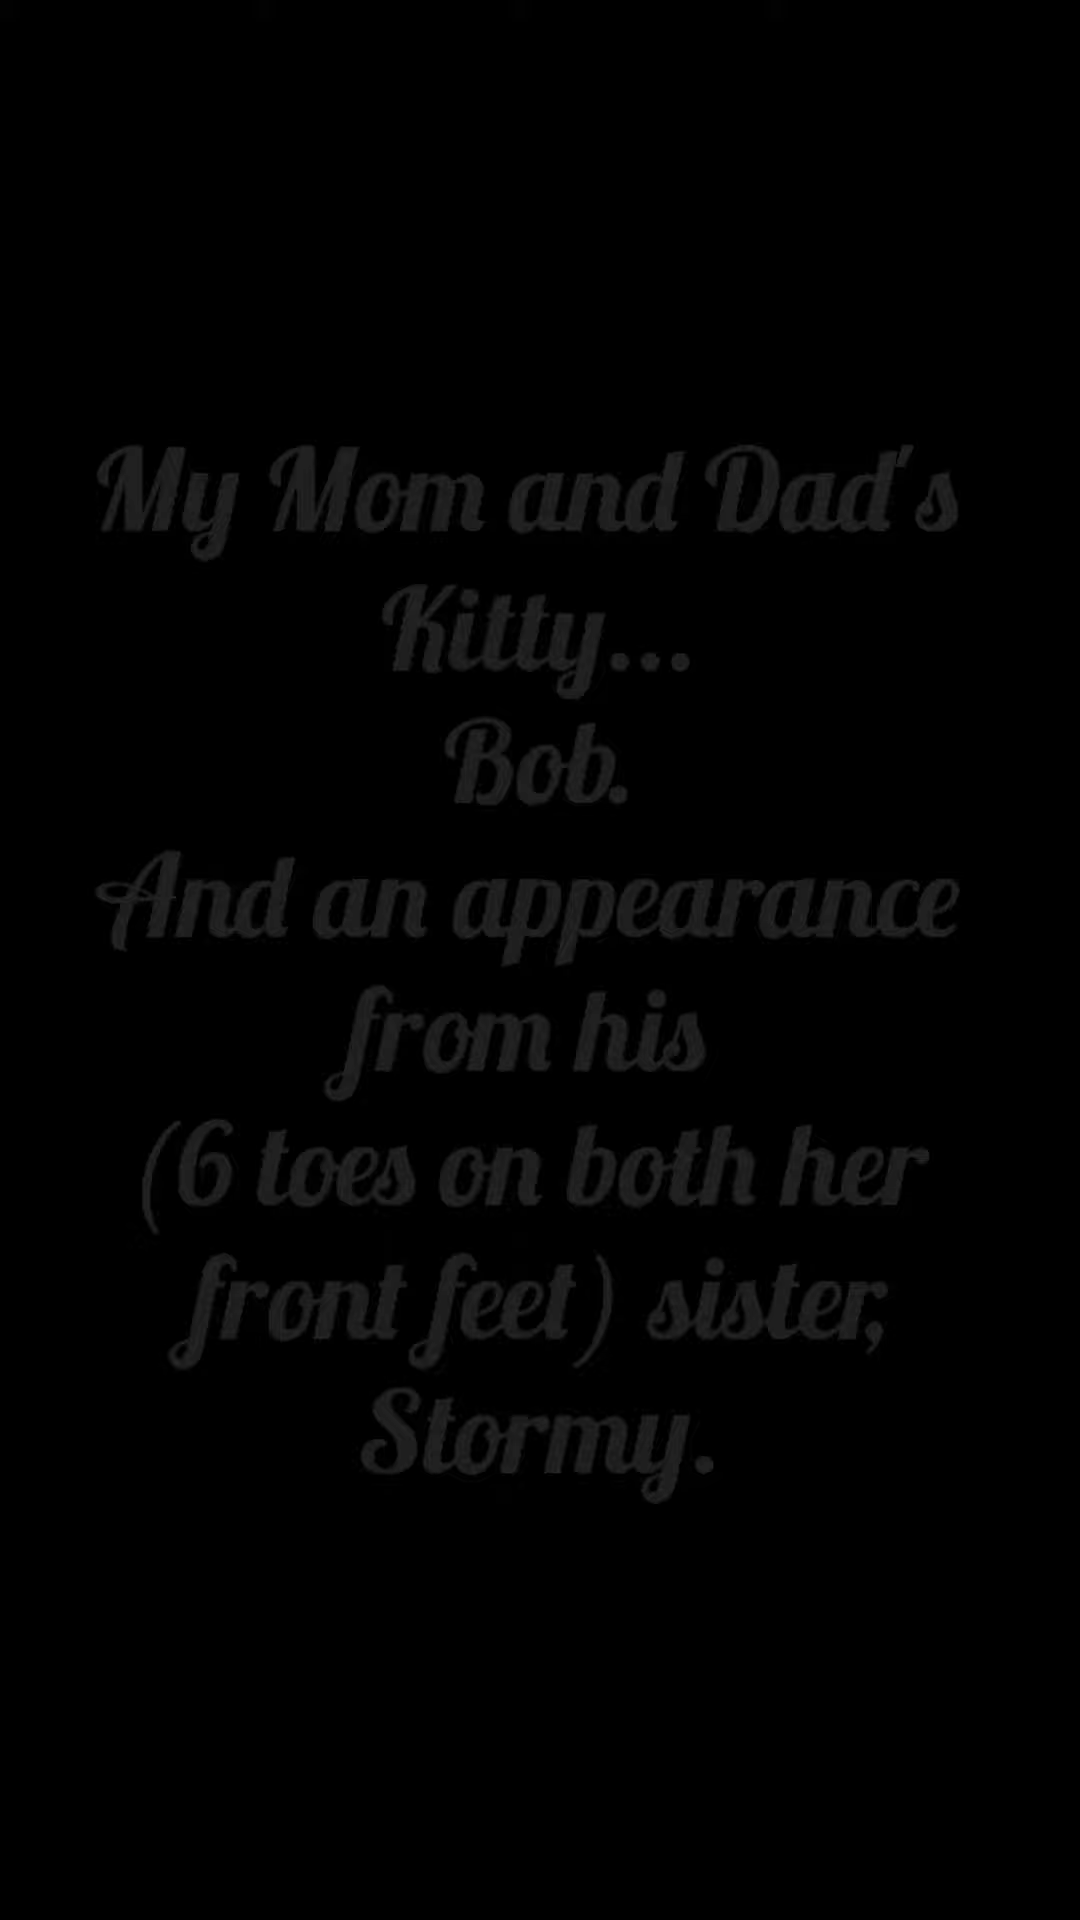 My Mom and Dad's
Kitty...
Bob.
And an appearance
from his
(6 toes on both her
front feet) sister,
Stormy.